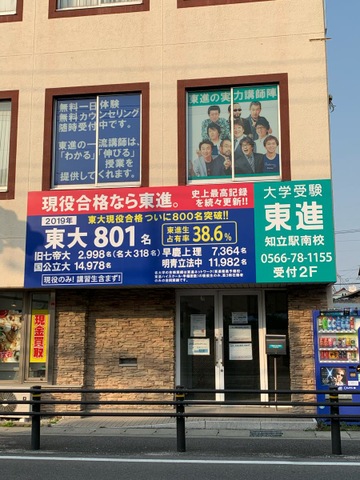 無料一日体験
無料カウンセリング
随時受付中です。
東進の一流講師は、
「わかる」「伸びる」
授業を
提供してくれます。
東進の実力講師陣
現役合格なら東進。
史上最高記録
を続々更新!!
2019年
東大現役合格 ついに800名突破!!
東大 801名
東進生
占有率 38.6%
旧七帝大 2,998名(名大318名)
国公立大 14,978名
早慶上理 7,364名
明青立法中 11,982名
現役のみ!講習生含まず!
大学受験
東進
知立駅南校
0566-78-1155
受付2F
現金買取